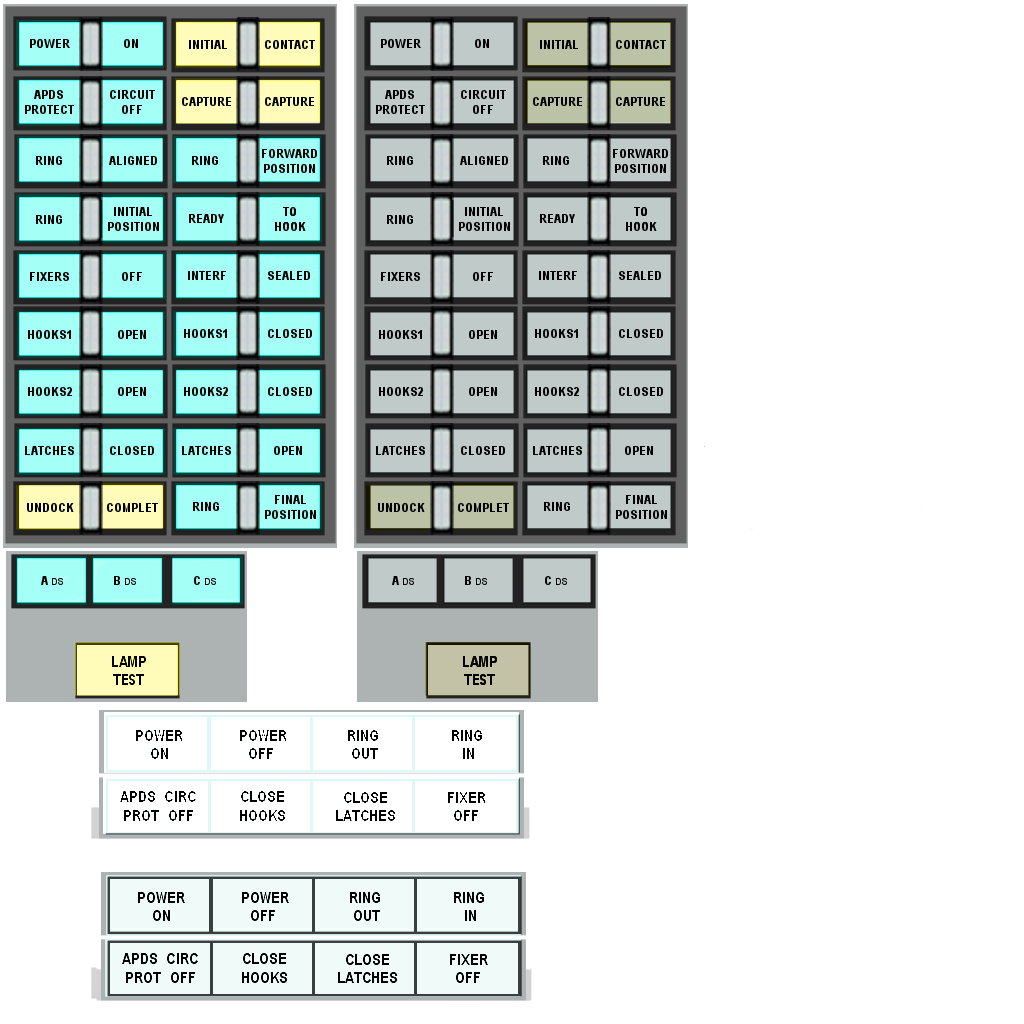 POWER ON INITIAL CONTACT
APDS PROTECT CIRCUIT OFF CAPTURE CAPTURE
RING ALIGNED RING FORWARD POSITION
RING INITIAL POSITION READY TO HOOK
FIXERS OFF INTERF SEALED
HOOKS1 OPEN HOOKS1 CLOSED
HOOKS2 OPEN HOOKS2 CLOSED
LATCHES CLOSED LATCHES OPEN
UNDOCK COMPLET RING FINAL POSITION
A DS B DS C DS
LAMP
TEST
POWER ON INITIAL CONTACT
APDS PROTECT CIRCUIT OFF CAPTURE CAPTURE
RING ALIGNED RING FORWARD POSITION
RING INITIAL POSITION READY TO HOOK
FIXERS OFF INTERF SEALED
HOOKS1 OPEN HOOKS1 CLOSED
HOOKS2 OPEN HOOKS2 CLOSED
LATCHES CLOSED LATCHES OPEN
UNDOCK COMPLET RING FINAL POSITION
A DS B DS C DS
LAMP
TEST
POWER POWER RING RING
ON OFF OUT IN
APDS CIRC CLOSE CLOSE FIXER
PROT OFF HOOKS LATCHES OFF
POWER POWER RING RING
ON OFF OUT IN
APDS CIRC CLOSE CLOSE FIXER
PROT OFF HOOKS LATCHES OFF